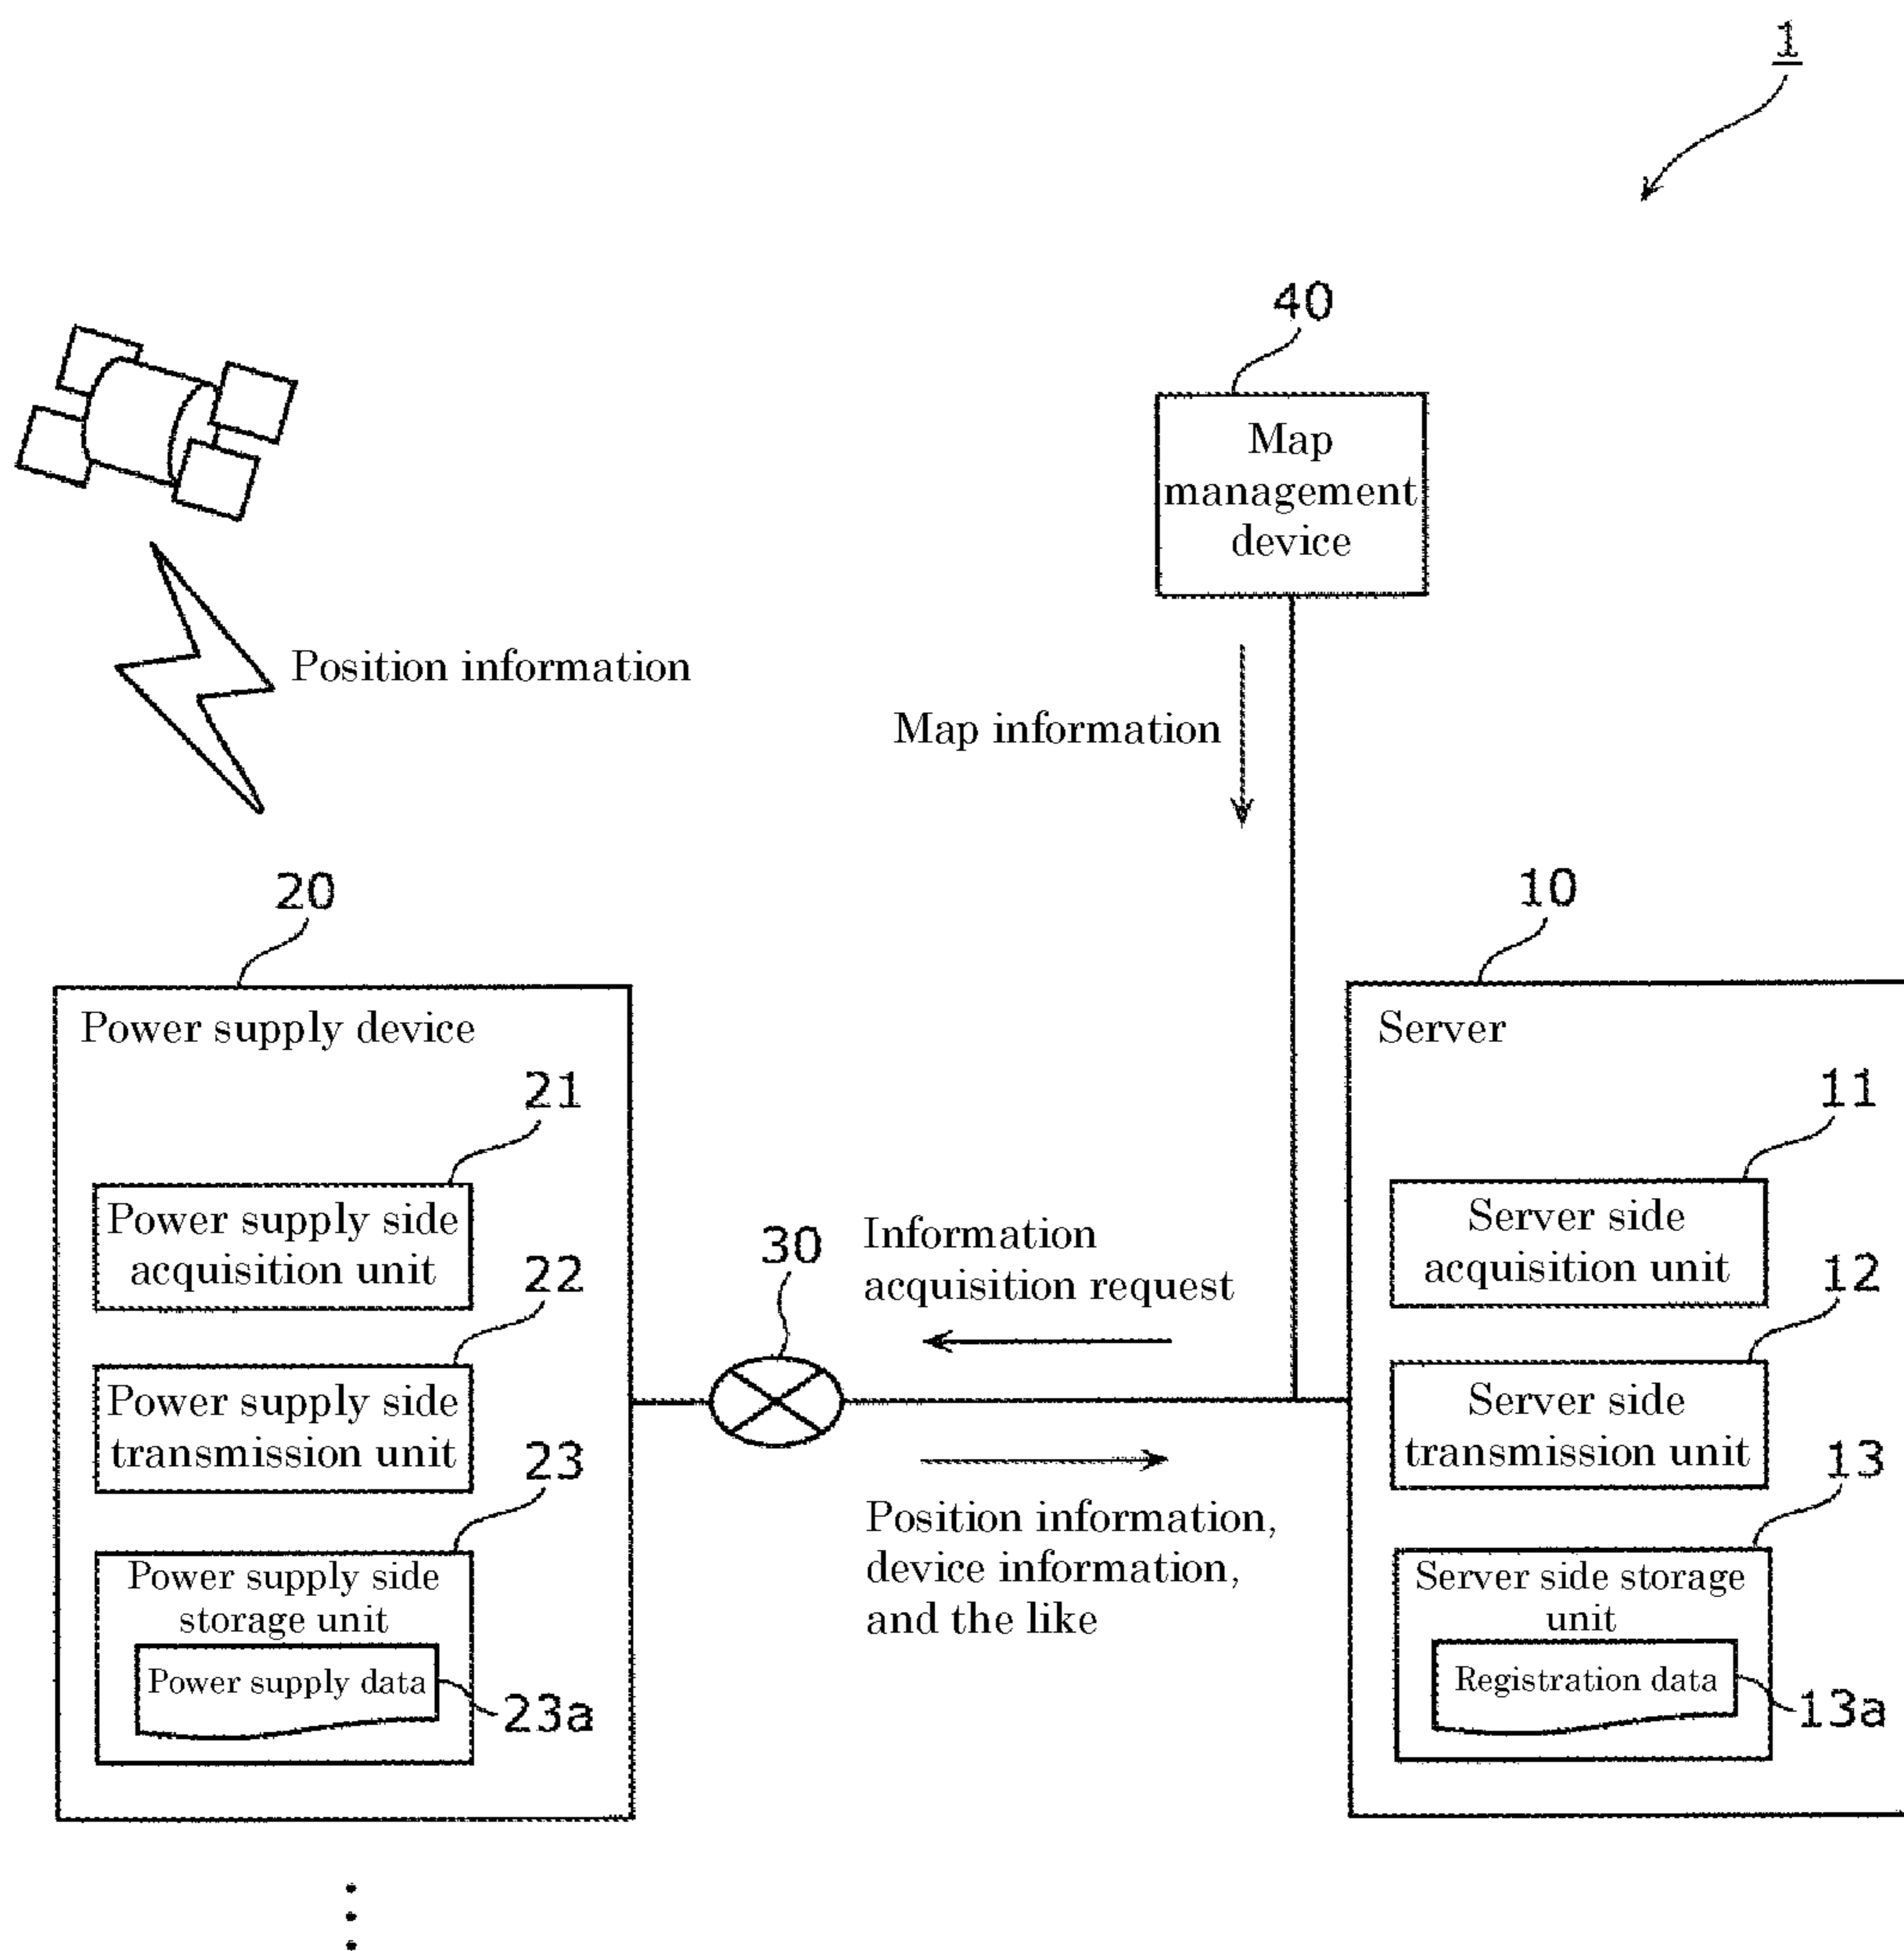 1
40
Map
management
device
Position information
Map information
20
10
Power supply device
Server
21
11
Power supply side
acquisition unit
Server side
acquisition unit
30
Information
acquisition request
22
12
Power supply side
transmission unit
Server side
transmission unit
23
13
Position information,
device information,
and the like
Power supply side
storage unit
Power supply data
23a
Server side storage
unit
Registration data
13a